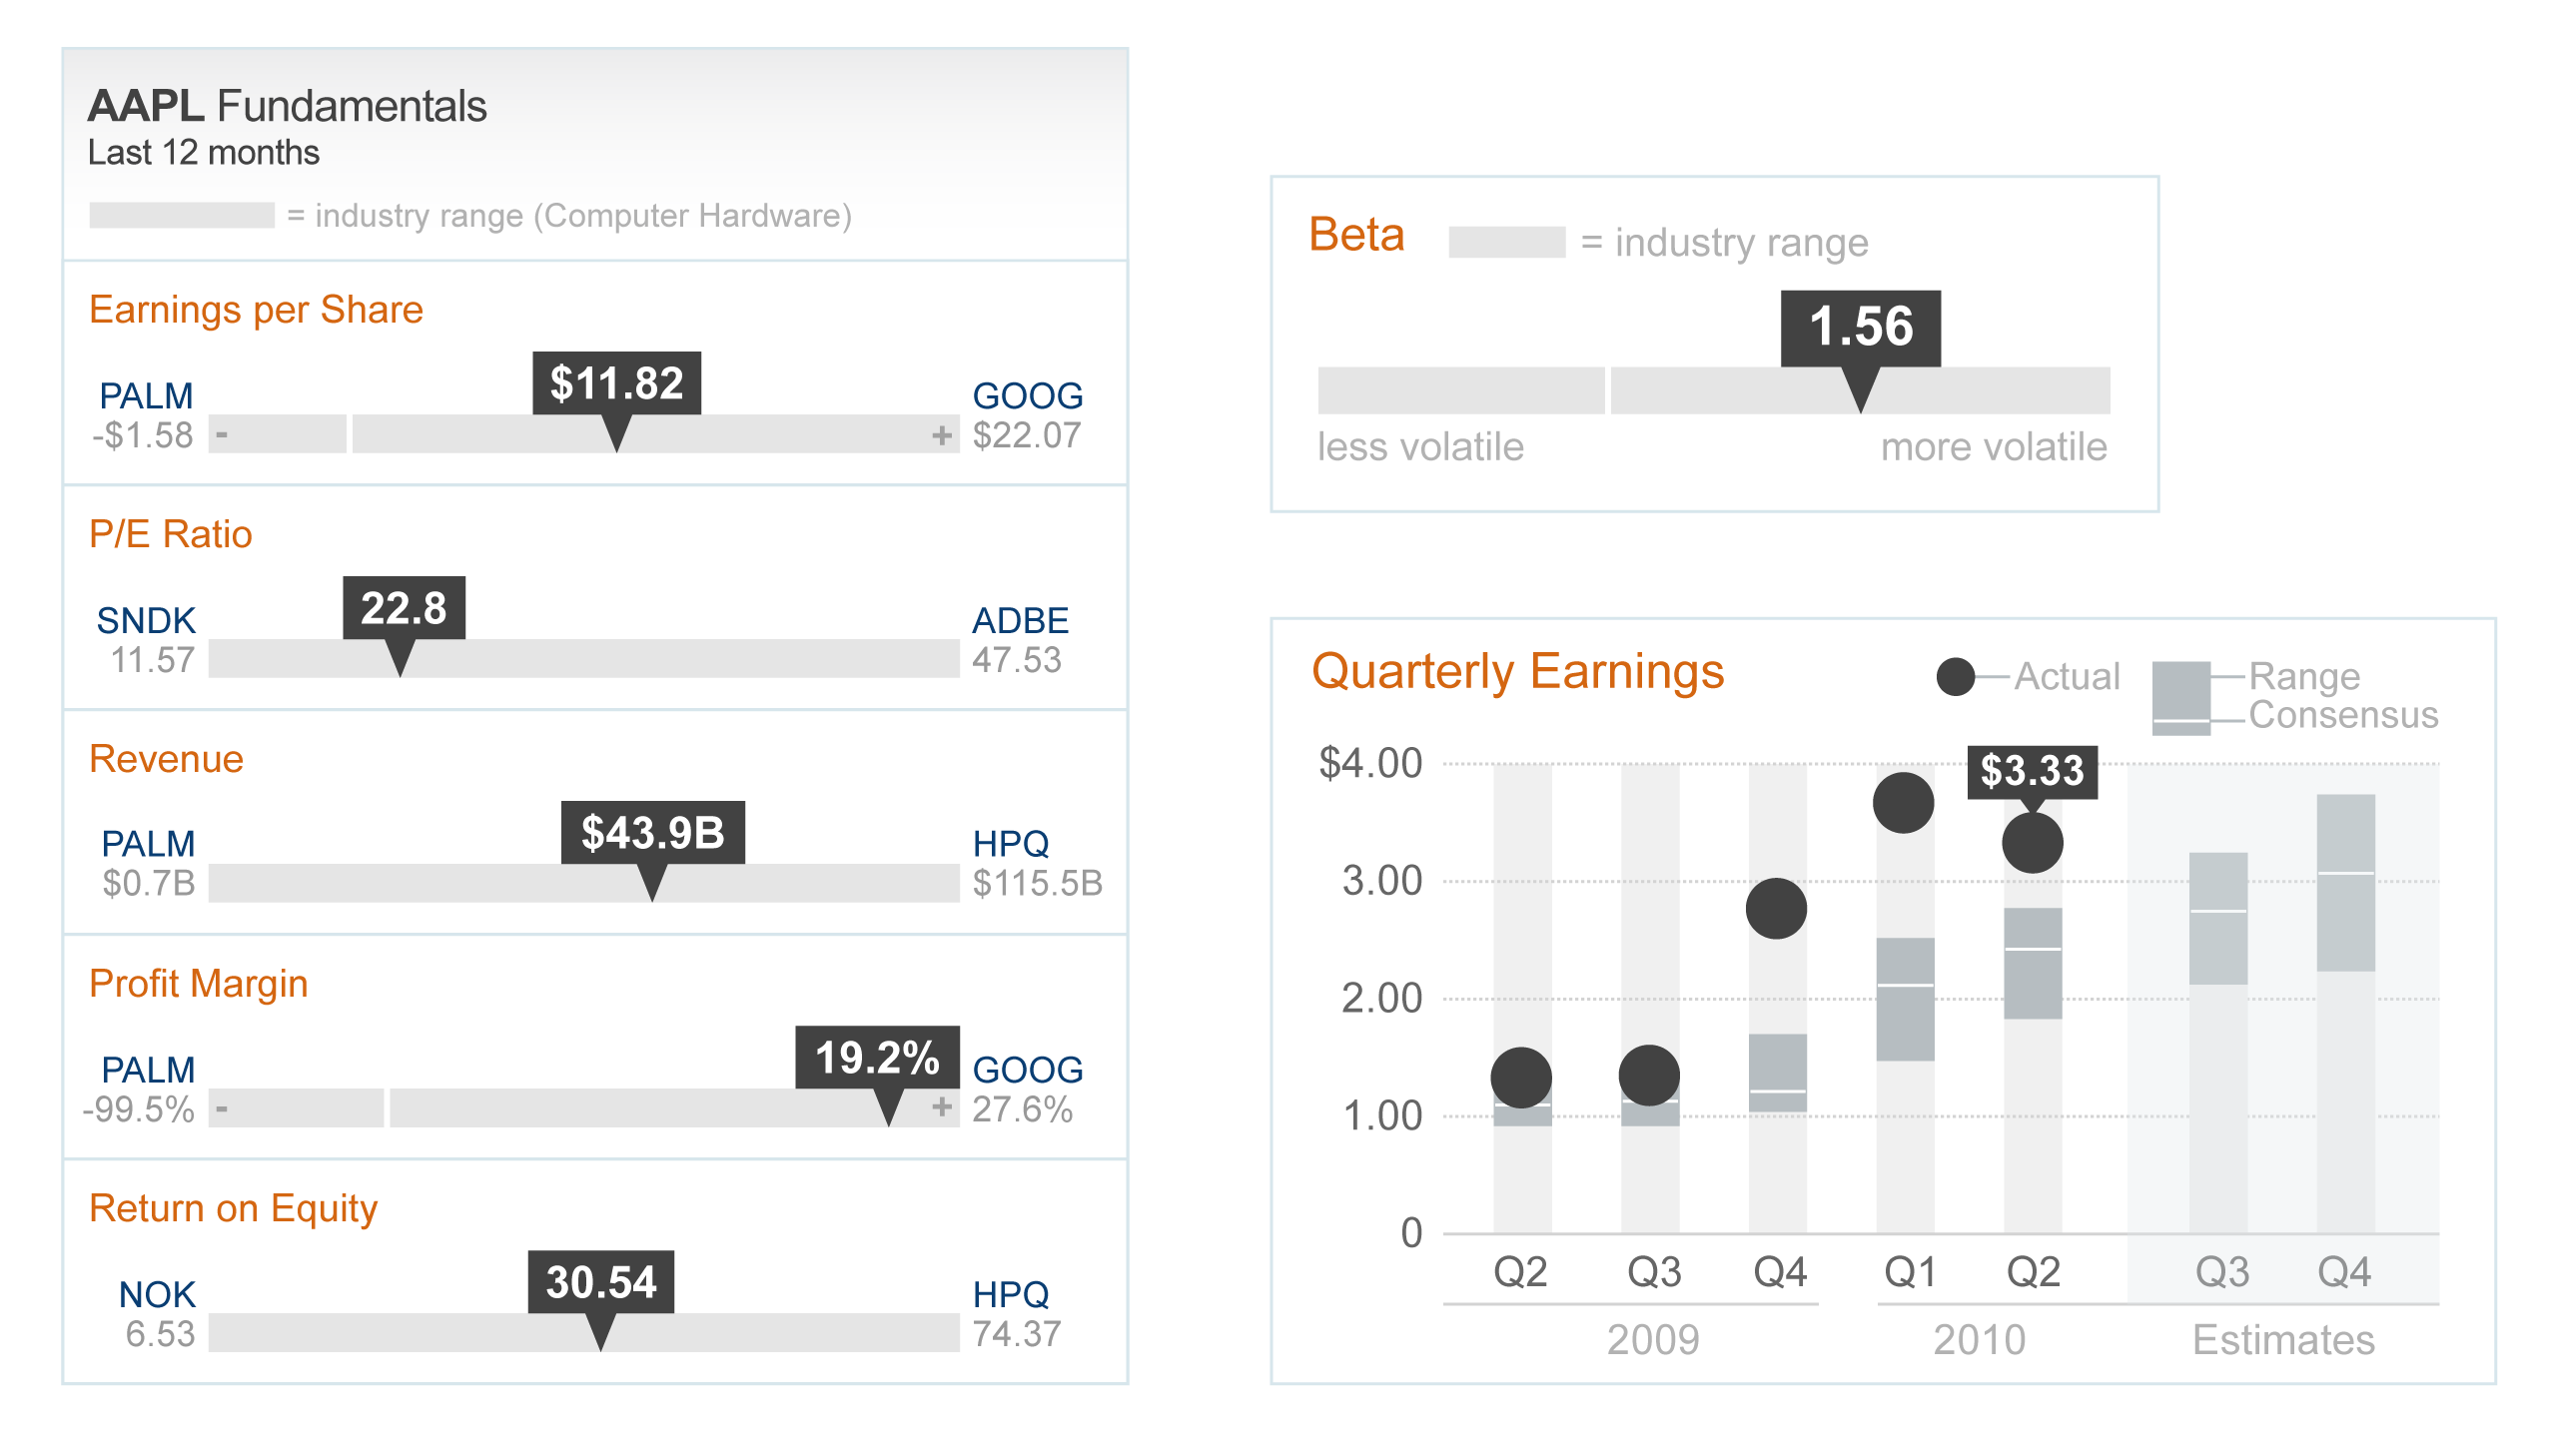 AAPL Fundamentals
Last 12 months
= industry range (Computer Hardware)
Earnings per Share
$11.82
PALM
-$1.58
-
+
GOOG
$22.07
P/E Ratio
22.8
SNDK
11.57
ADBE
47.53
Revenue
$43.9B
PALM
$0.7B
HPQ
$115.5B
Profit Margin
19.2%
PALM
-99.5%
-
+
GOOG
27.6%
Return on Equity
30.54
NOK
6.53
HPQ
74.37
Beta = industry range
1.56
less volatile more volatile
Quarterly Earnings
Actual
Range
Consensus
$4.00
$3.33
3.00
2.00
1.00
0
Q2 Q3 Q4 Q1 Q2 Q3 Q4
2009 2010 Estimates